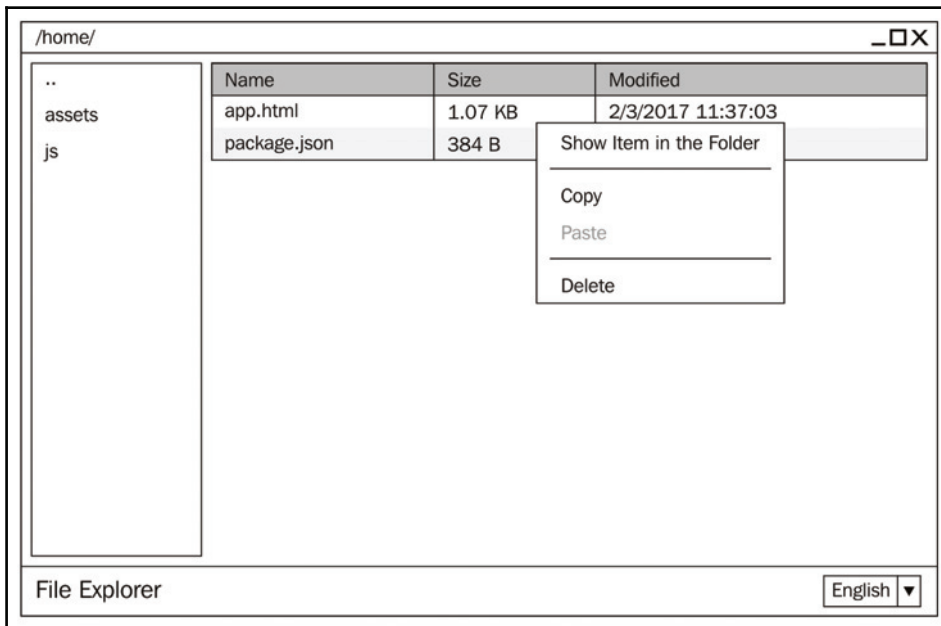 /home/
..
assets
js
Name Size Modified
app.html 1.07 KB 2/3/2017 11:37:03
package.json 384 B
Show Item in the Folder
Copy
Paste
Delete
File Explorer English